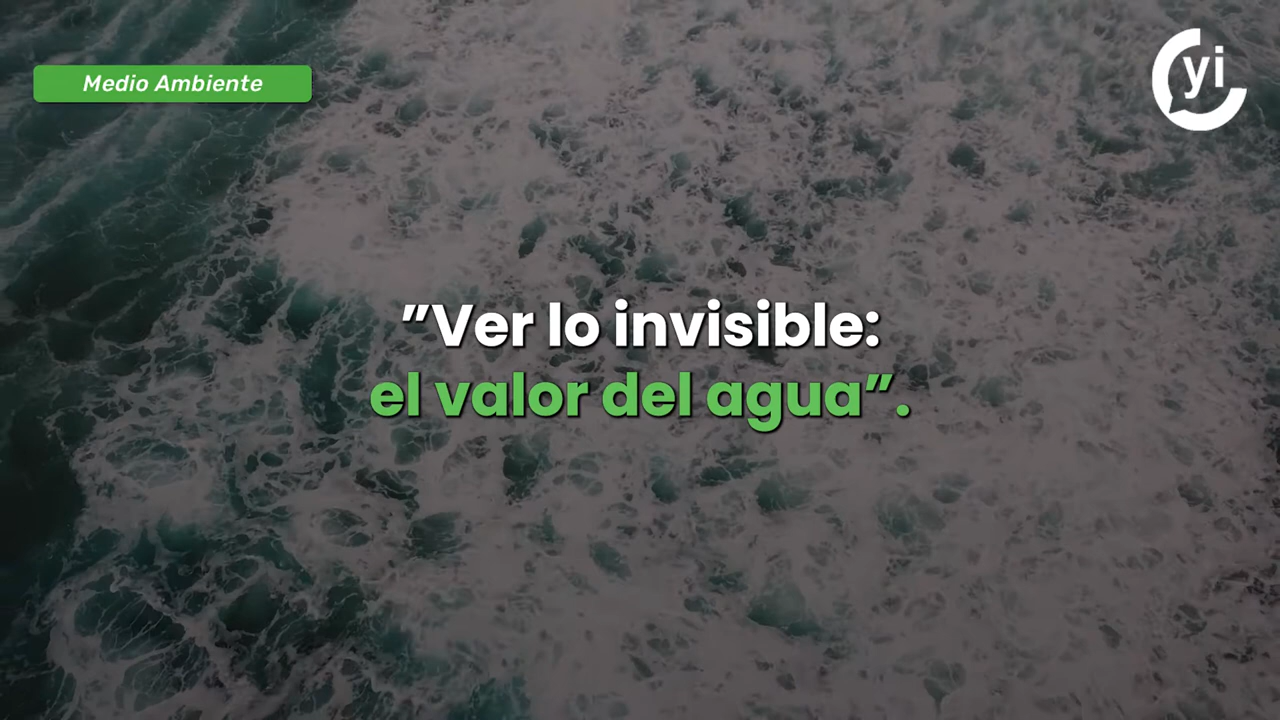 Medio Ambiente
yi
”Ver lo invisible:
el valor del agua”.